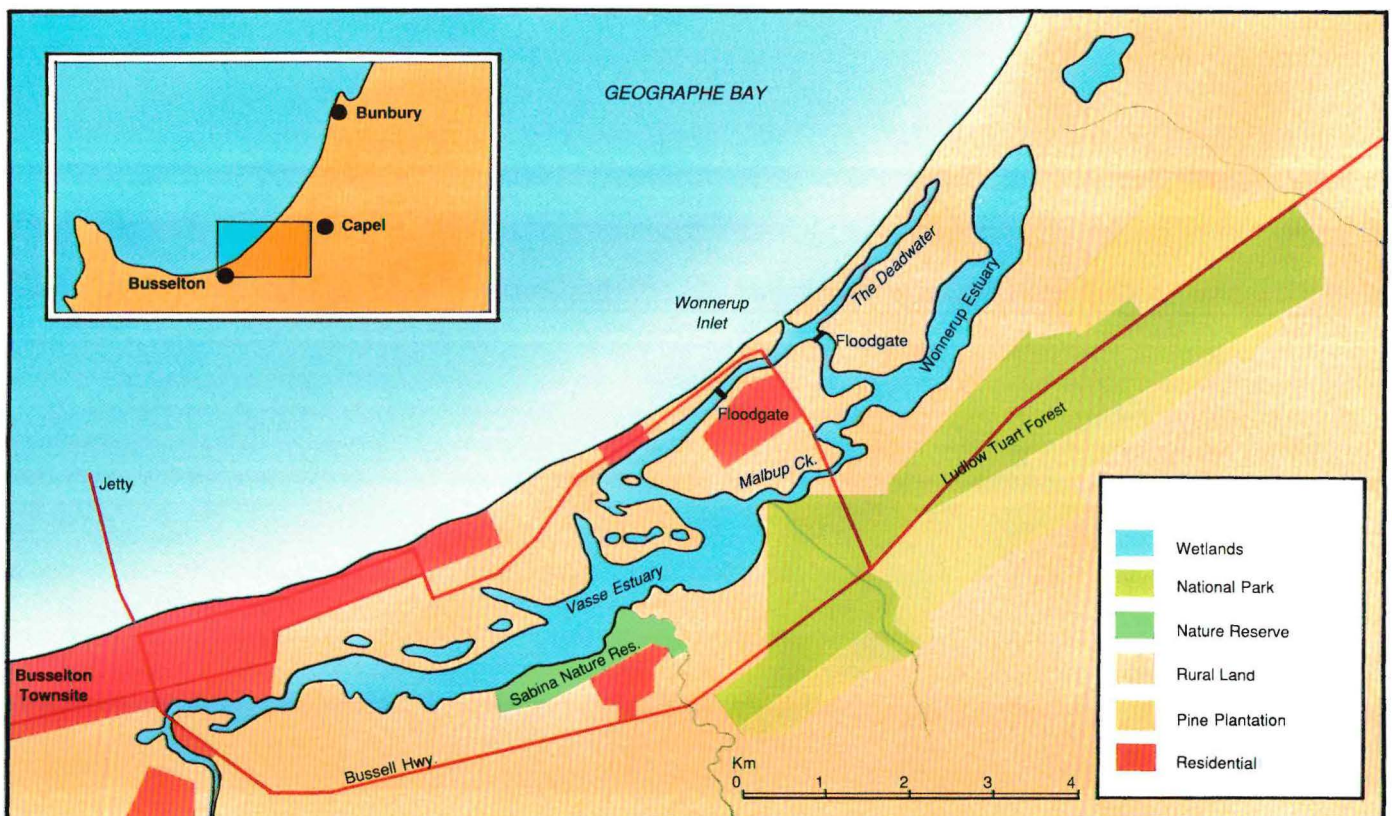 GEOGRAPHE BAY
Bunbury
Capel
Busselton
Wonnerup
Inlet
The Deadwater
Floodgate
Wonnerup Estuary
Floodgate
Malbup Ck.
Ludlow Tuart Forest
Jetty
Vasse Estuary
Busselton
Townsite
Sabina Nature Res.
Bussell Hwy.
Km
0 1 2 3 4
Wetlands
National Park
Nature Reserve
Rural Land
Pine Plantation
Residential